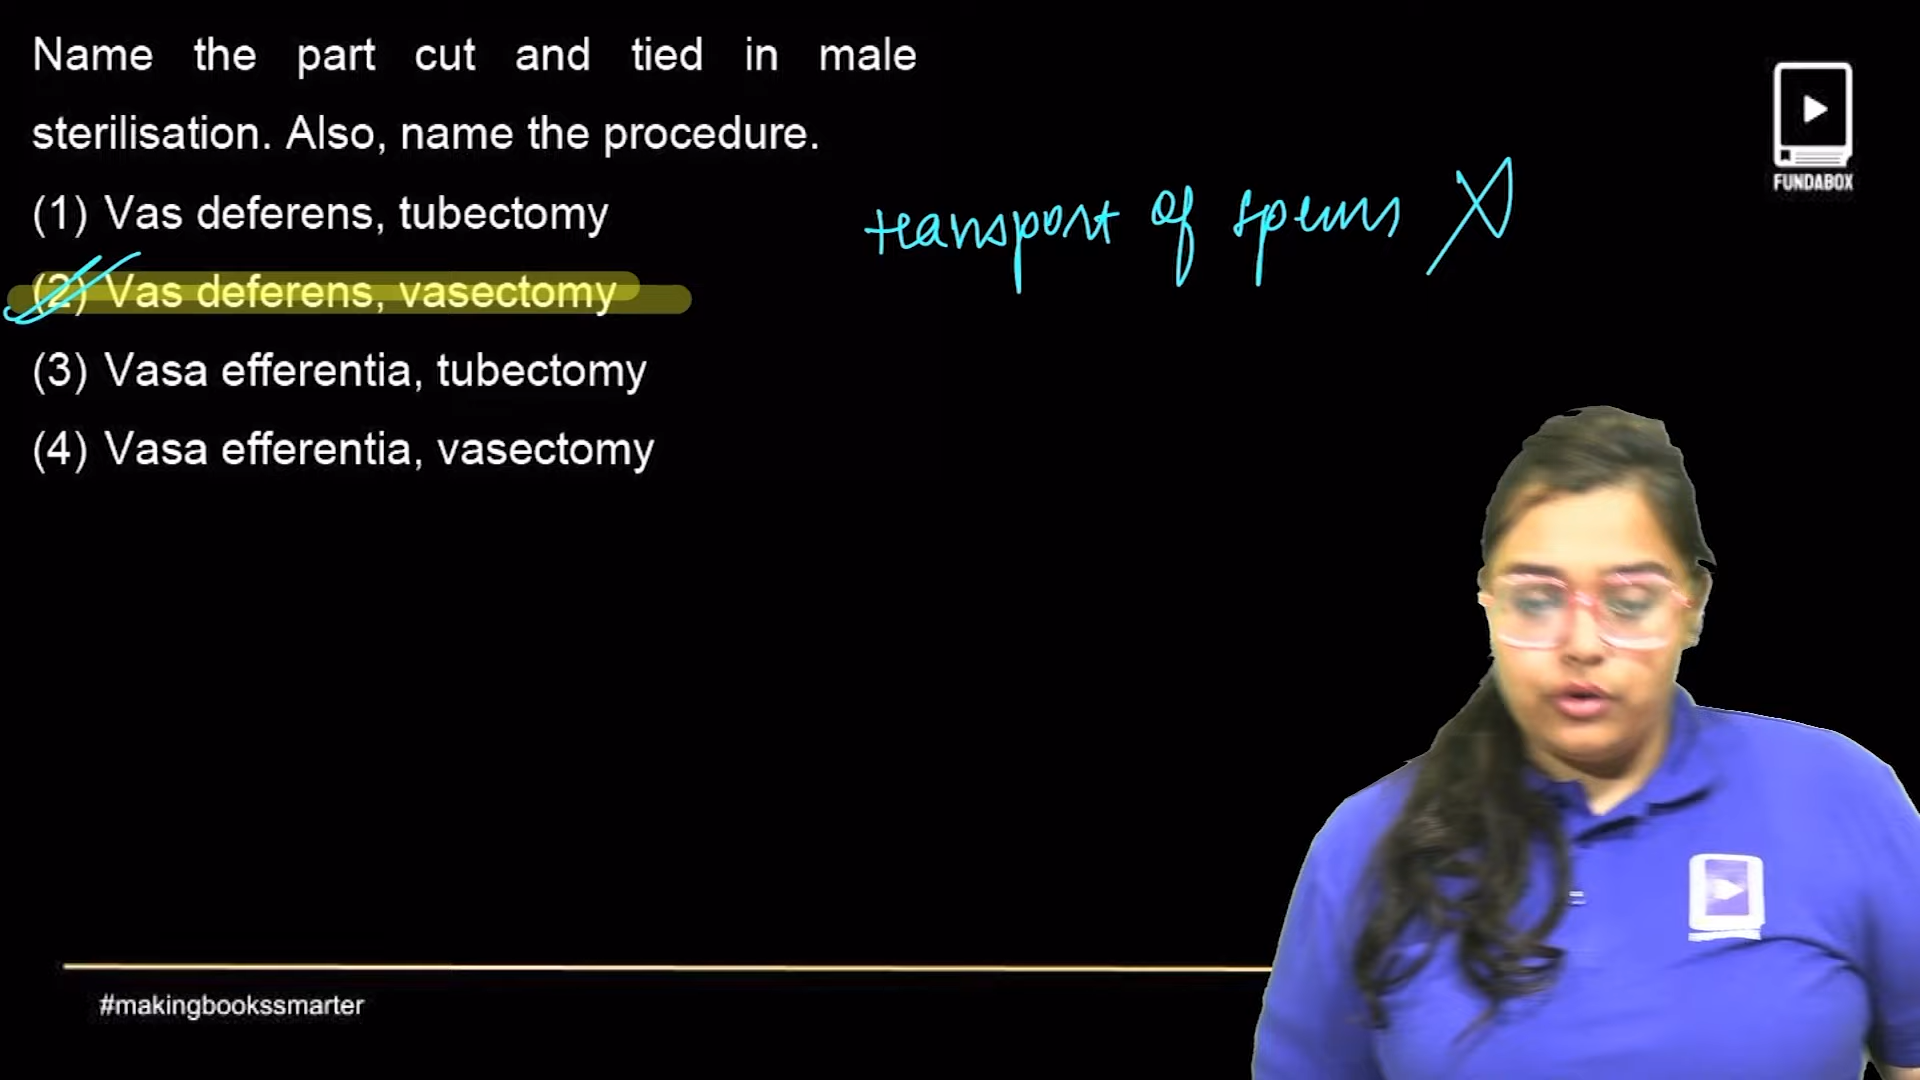 Name the part cut and tied in male
sterilisation. Also, name the procedure.
(1) Vas deferens, tubectomy
(2) Vas deferens, vasectomy
(3) Vasa efferentia, tubectomy
(4) Vasa efferentia, vasectomy
transport of sperms
FUNDABOX
#makingbookssmarter